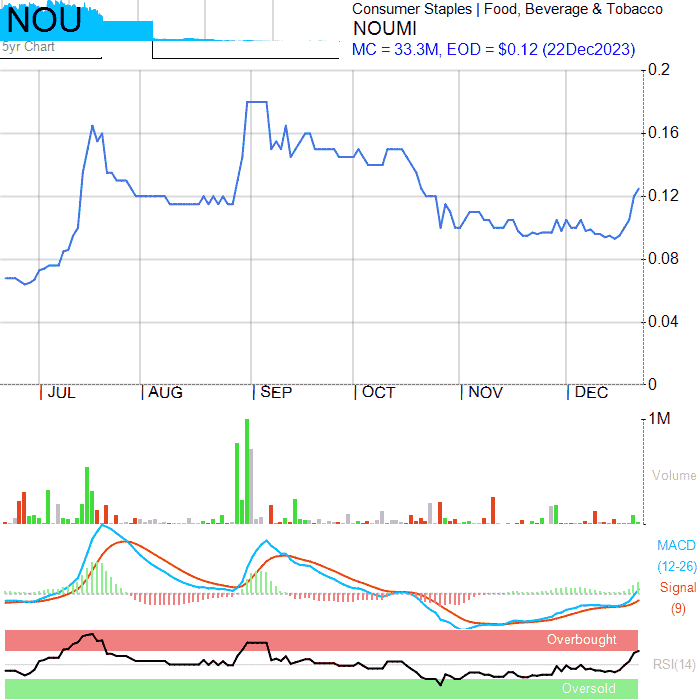 NOU
5yr Chart
Consumer Staples | Food, Beverage & Tobacco
NOUMI
MC = 33.3M, EOD = $0.12 (22Dec2023)
0.2
0.16
0.12
0.08
0.04
0
JUL AUG SEP OCT NOV DEC
1M
Volume
MACD
(12-26)
Signal
(9)
Overbought
RSI(14)
Oversold